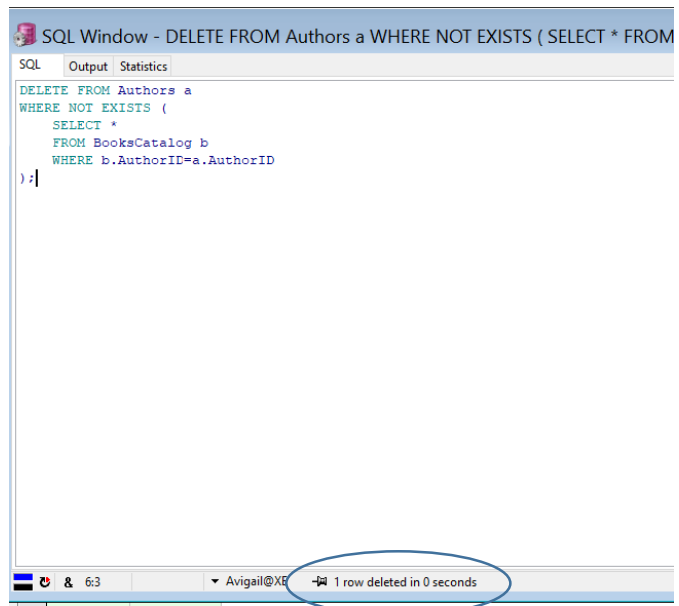 SQL Window - DELETE FROM Authors a WHERE NOT EXISTS ( SELECT * FROM
SQL Output Statistics
DELETE FROM Authors a
WHERE NOT EXISTS (
    SELECT *
    FROM BooksCatalog b
    WHERE b.AuthorID=a.AuthorID
);
& 6:3 Avigail@XE 1 row deleted in 0 seconds